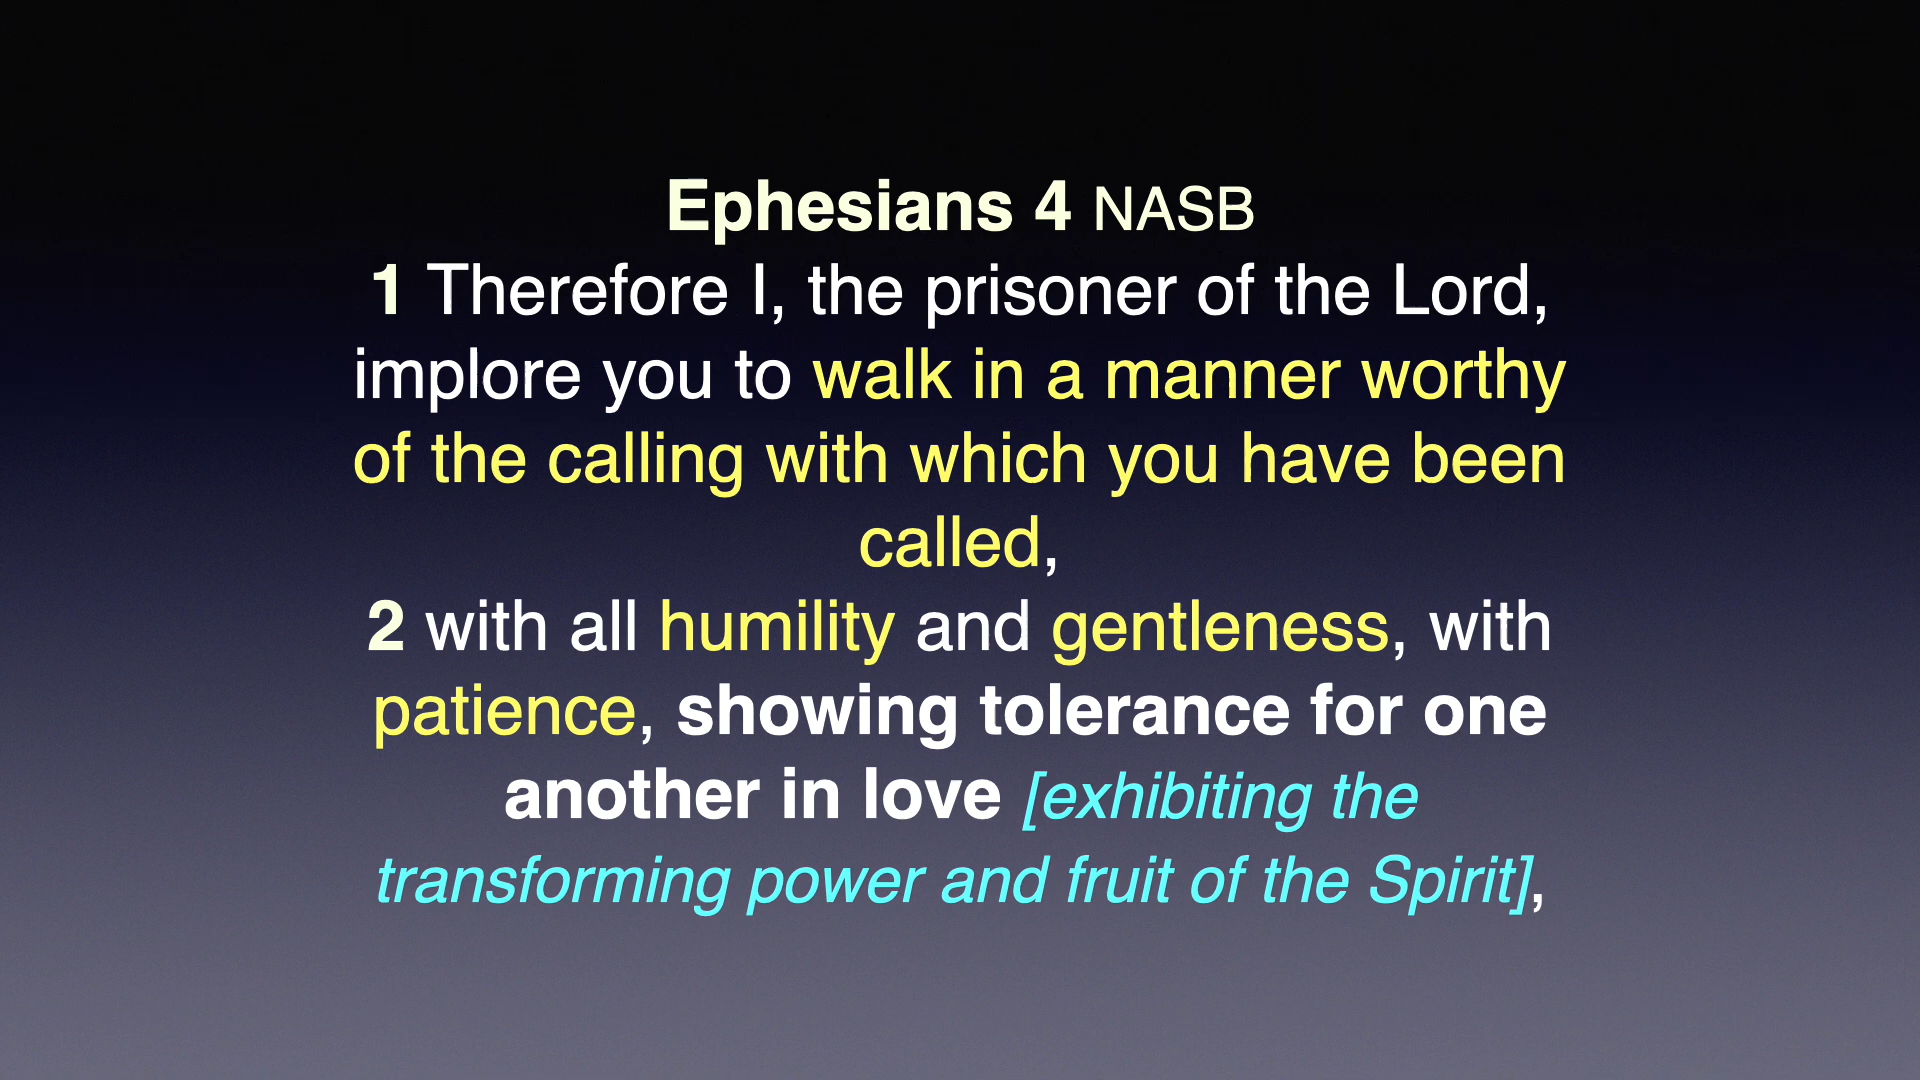 Ephesians 4 NASB
1 Therefore I, the prisoner of the Lord,
implore you to walk in a manner worthy
of the calling with which you have been
called,
2 with all humility and gentleness, with
patience, showing tolerance for one
another in love [exhibiting the
transforming power and fruit of the Spirit],